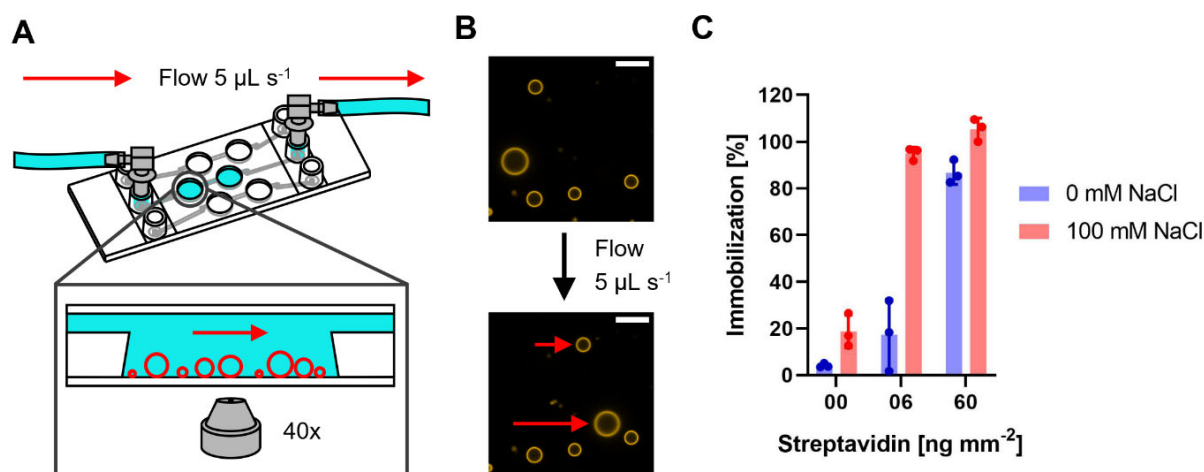 A
Flow 5 µL s⁻¹
40x
B
Flow
5 µL s⁻¹
C
Immobilization [%]
120
100
80
60
40
20
0
00 06 60
Streptavidin [ng mm⁻²]
0 mM NaCl
100 mM NaCl